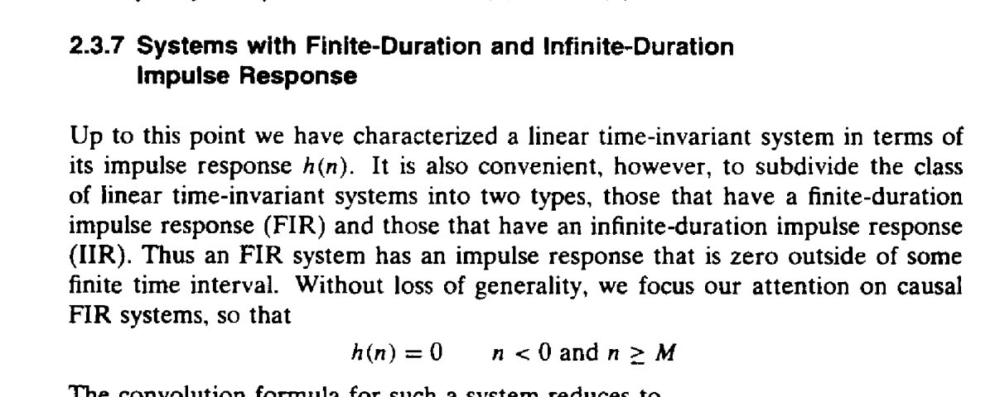 2.3.7 Systems with Finite-Duration and Infinite-Duration
Impulse Response
Up to this point we have characterized a linear time-invariant system in terms of
its impulse response h(n). It is also convenient, however, to subdivide the class
of linear time-invariant systems into two types, those that have a finite-duration
impulse response (FIR) and those that have an infinite-duration impulse response
(IIR). Thus an FIR system has an impulse response that is zero outside of some
finite time interval. Without loss of generality, we focus our attention on causal
FIR systems, so that
h(n) = 0 n < 0 and n ≥ M
The convolution formula for such a system reduces to